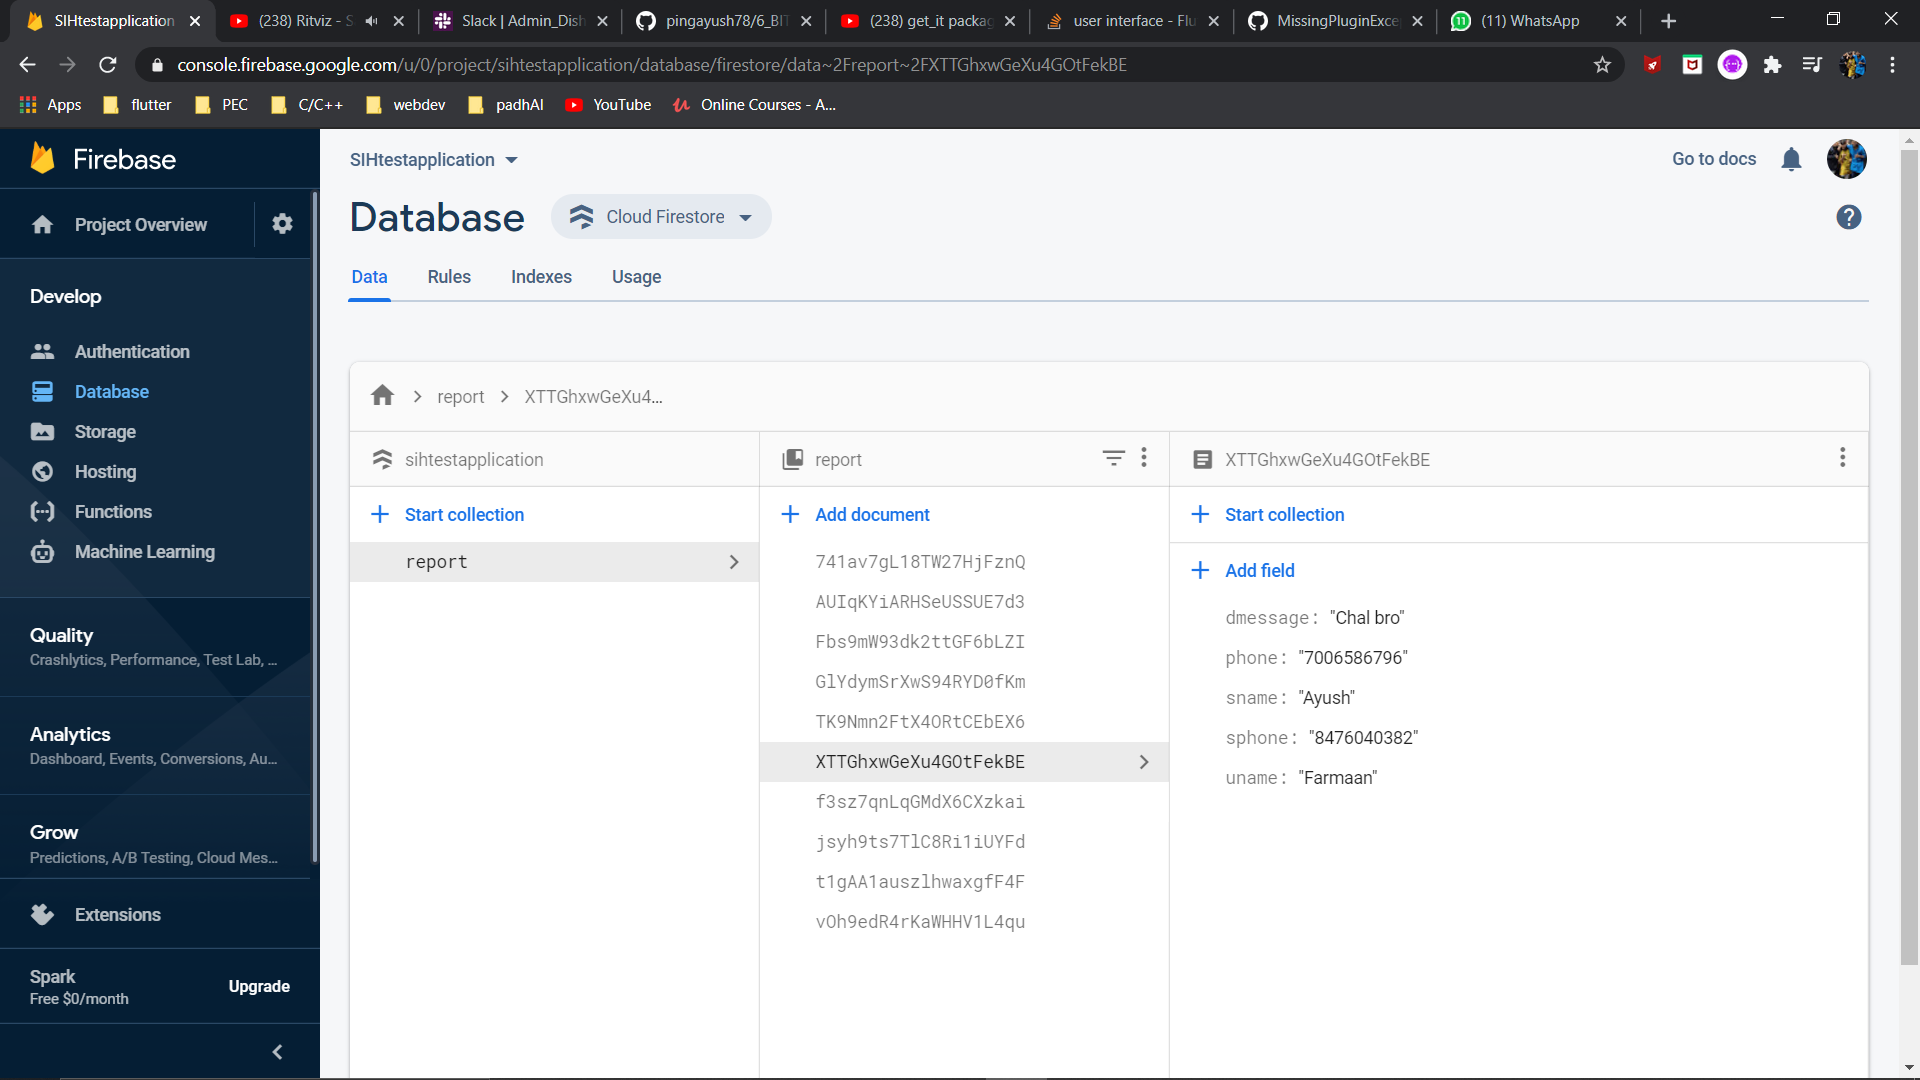 SIHtestapplication
(238) Ritviz - S
Slack | Admin_Dish
pingayush78/6_BIT
(238) get_it packag
user interface - Flu
MissingPluginExce
(11) WhatsApp
console.firebase.google.com/u/0/project/sihtestapplication/database/firestore/data~2Freport~2FXTTGhxwGeXu4GOtFekBE
Apps
flutter
PEC
C/C++
webdev
padhAI
YouTube
Online Courses - A...
Firebase
SIHtestapplication
Go to docs
Project Overview
Database
Cloud Firestore
Data
Rules
Indexes
Usage
Develop
Authentication
Database
Storage
Hosting
Functions
Machine Learning
Quality
Crashlytics, Performance, Test Lab, ...
Analytics
Dashboard, Events, Conversions, Au...
Grow
Predictions, A/B Testing, Cloud Mes...
Extensions
Spark
Free $0/month
Upgrade
report
XTTGhxwGeXu4...
sihtestapplication
Start collection
report
report
Add document
741av7gL18TW27HjFznQ
AUIqKYiARHSeUSSUE7d3
Fbs9mW93dk2ttGF6bLZI
GlYdymSrXwS94RYD0fKm
TK9Nmn2FtX4ORtCEbEX6
XTTGhxwGeXu4GOtFekBE
f3sz7qnLqGMdX6CXzkai
jsyh9ts7TlC8Ri1iUYFd
t1gAA1auszlhwaxgfF4F
vOh9edR4rKaWHHV1L4qu
XTTGhxwGeXu4GOtFekBE
Start collection
Add field
dmessage: "Chal bro"
phone: "7006586796"
sname: "Ayush"
sphone: "8476040382"
uname: "Farmaan"